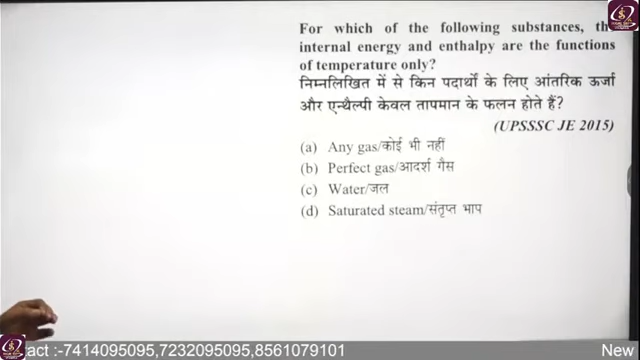 For which of the following substances, th
internal energy and enthalpy are the functions
of temperature only?
निम्नलिखित में से किन पदार्थों के लिए आंतरिक ऊर्जा
और एन्थैल्पी केवल तापमान के फलन होते हैं?
(UPSSSC JE 2015)
(a) Any gas/कोई भी नहीं
(b) Perfect gas/आदर्श गैस
(c) Water/जल
(d) Saturated steam/संतृप्त भाप
act :-7414095095,7232095095,8561079101
New